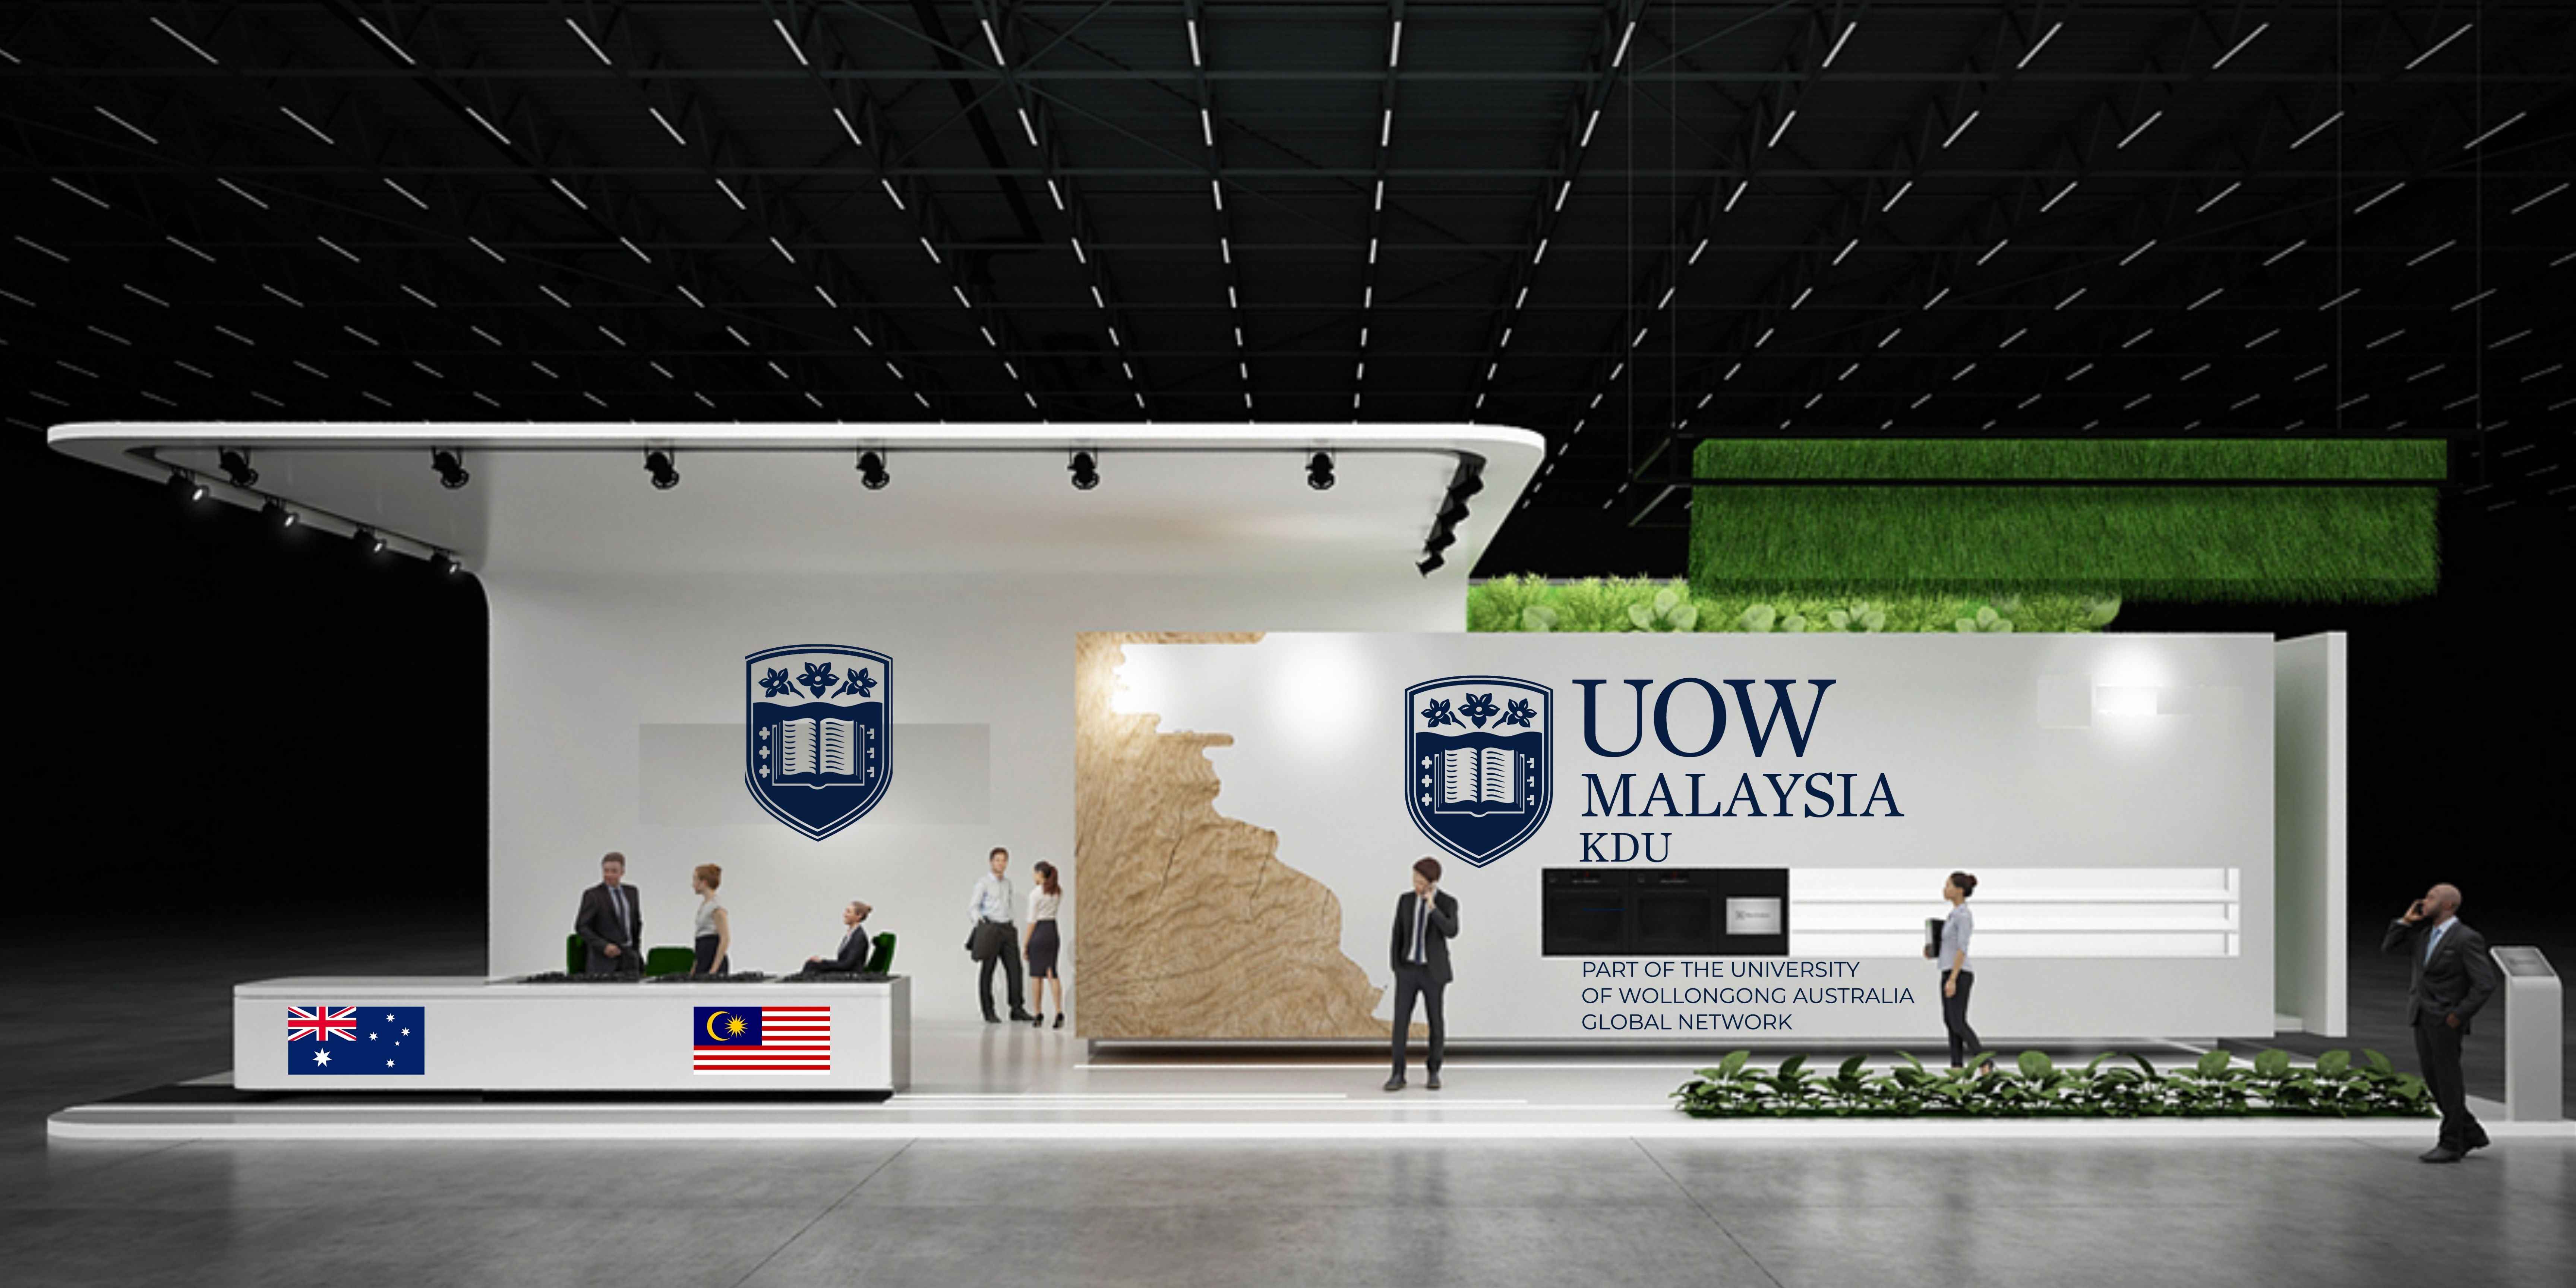 UOW
MALAYSIA
KDU
PART OF THE UNIVERSITY
OF WOLLONGONG AUSTRALIA
GLOBAL NETWORK